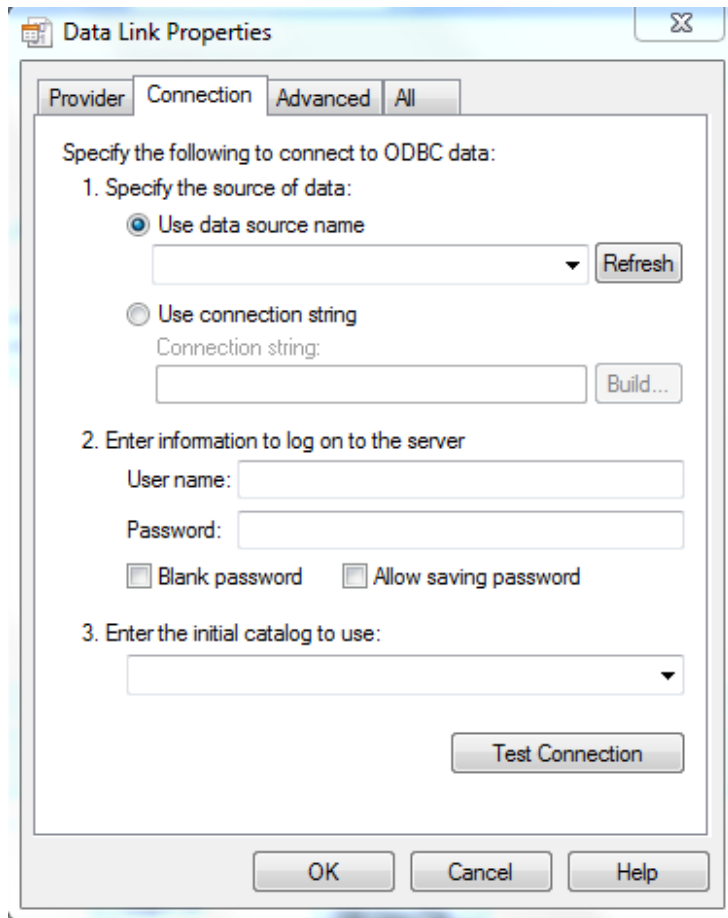 Data Link Properties
Provider Connection Advanced All
Specify the following to connect to ODBC data:
1. Specify the source of data:
Use data source name
Refresh
Use connection string
Connection string:
Build...
2. Enter information to log on to the server
User name:
Password:
Blank password Allow saving password
3. Enter the initial catalog to use:
Test Connection
OK Cancel Help